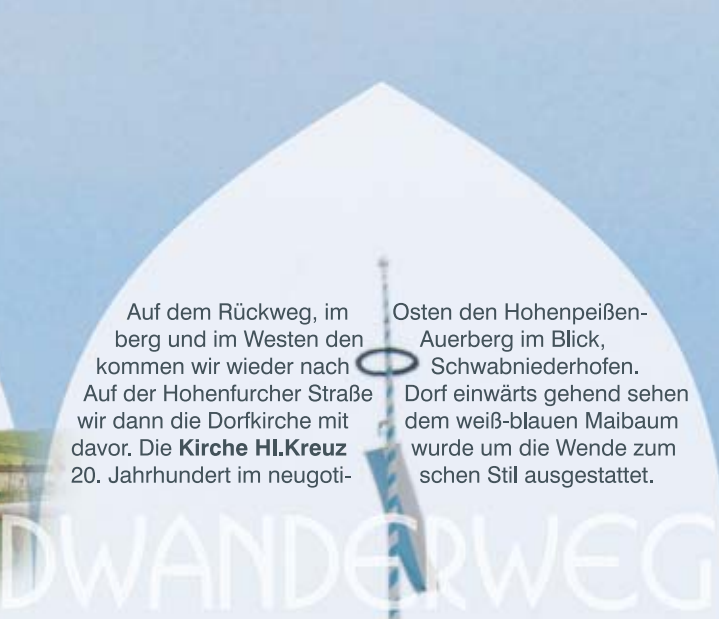 Auf dem Rückweg, im Osten den Hohenpeißen-
berg und im Westen den Auerberg im Blick,
kommen wir wieder nach Schwabniederhofen.
Auf der Hohenfurcher Straße Dorf einwärts gehend sehen
wir dann die Dorfkirche mit dem weiß-blauen Maibaum
davor. Die Kirche Hl.Kreuz wurde um die Wende zum
20. Jahrhundert im neugoti- schen Stil ausgestattet.
DWANDERWEG